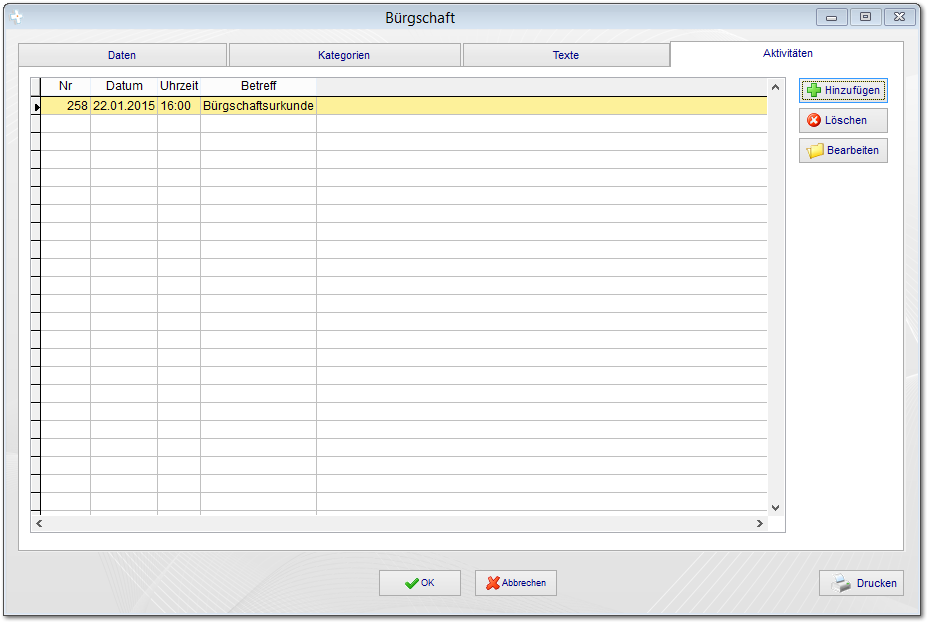 Bürgschaft
Daten Kategorien Texte Aktivitäten
Nr Datum Uhrzeit Betreff
258 22.01.2015 16:00 Bürgschaftsurkunde
Hinzufügen
Löschen
Bearbeiten
OK Abbrechen Drucken